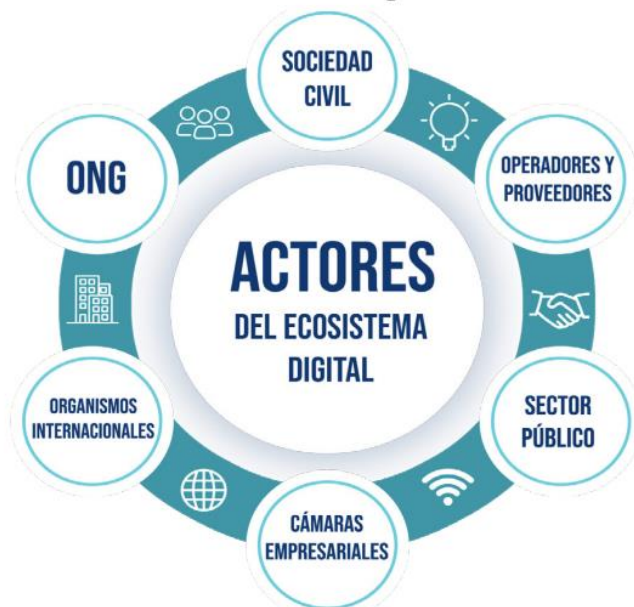 SOCIEDAD
CIVIL
OPERADORES Y
PROVEEDORES
SECTOR
PÚBLICO
CÁMARAS
EMPRESARIALES
ORGANISMOS
INTERNACIONALES
ONG
ACTORES
DEL ECOSISTEMA
DIGITAL